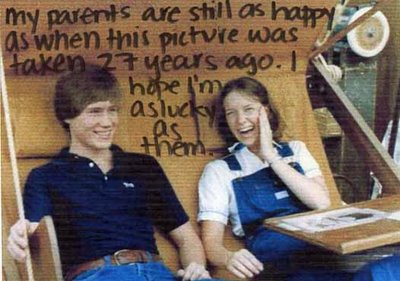 my parents are still as happy
as when this picture was
taken 27 years ago. I
hope I'm
as lucky
as
them.